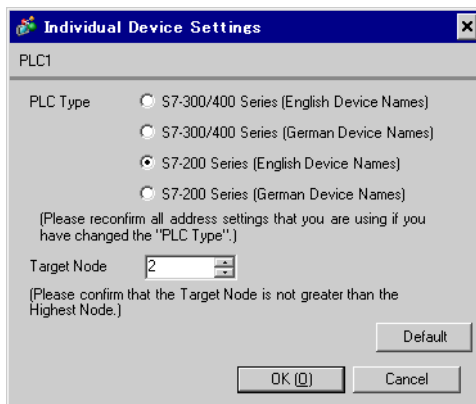 Individual Device Settings
PLC1
PLC Type
S7-300/400 Series (English Device Names)
S7-300/400 Series (German Device Names)
S7-200 Series (English Device Names)
S7-200 Series (German Device Names)
(Please reconfirm all address settings that you are using if you
have changed the "PLC Type".)
Target Node 2
(Please confirm that the Target Node is not greater than the
Highest Node.)
Default
OK (O) Cancel